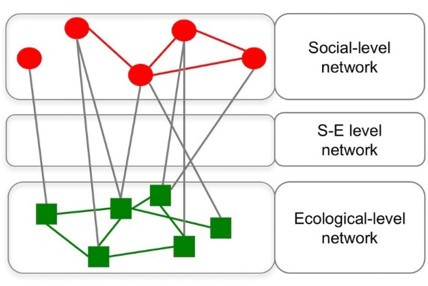 Social-level
network
S-E level
network
Ecological-level
network